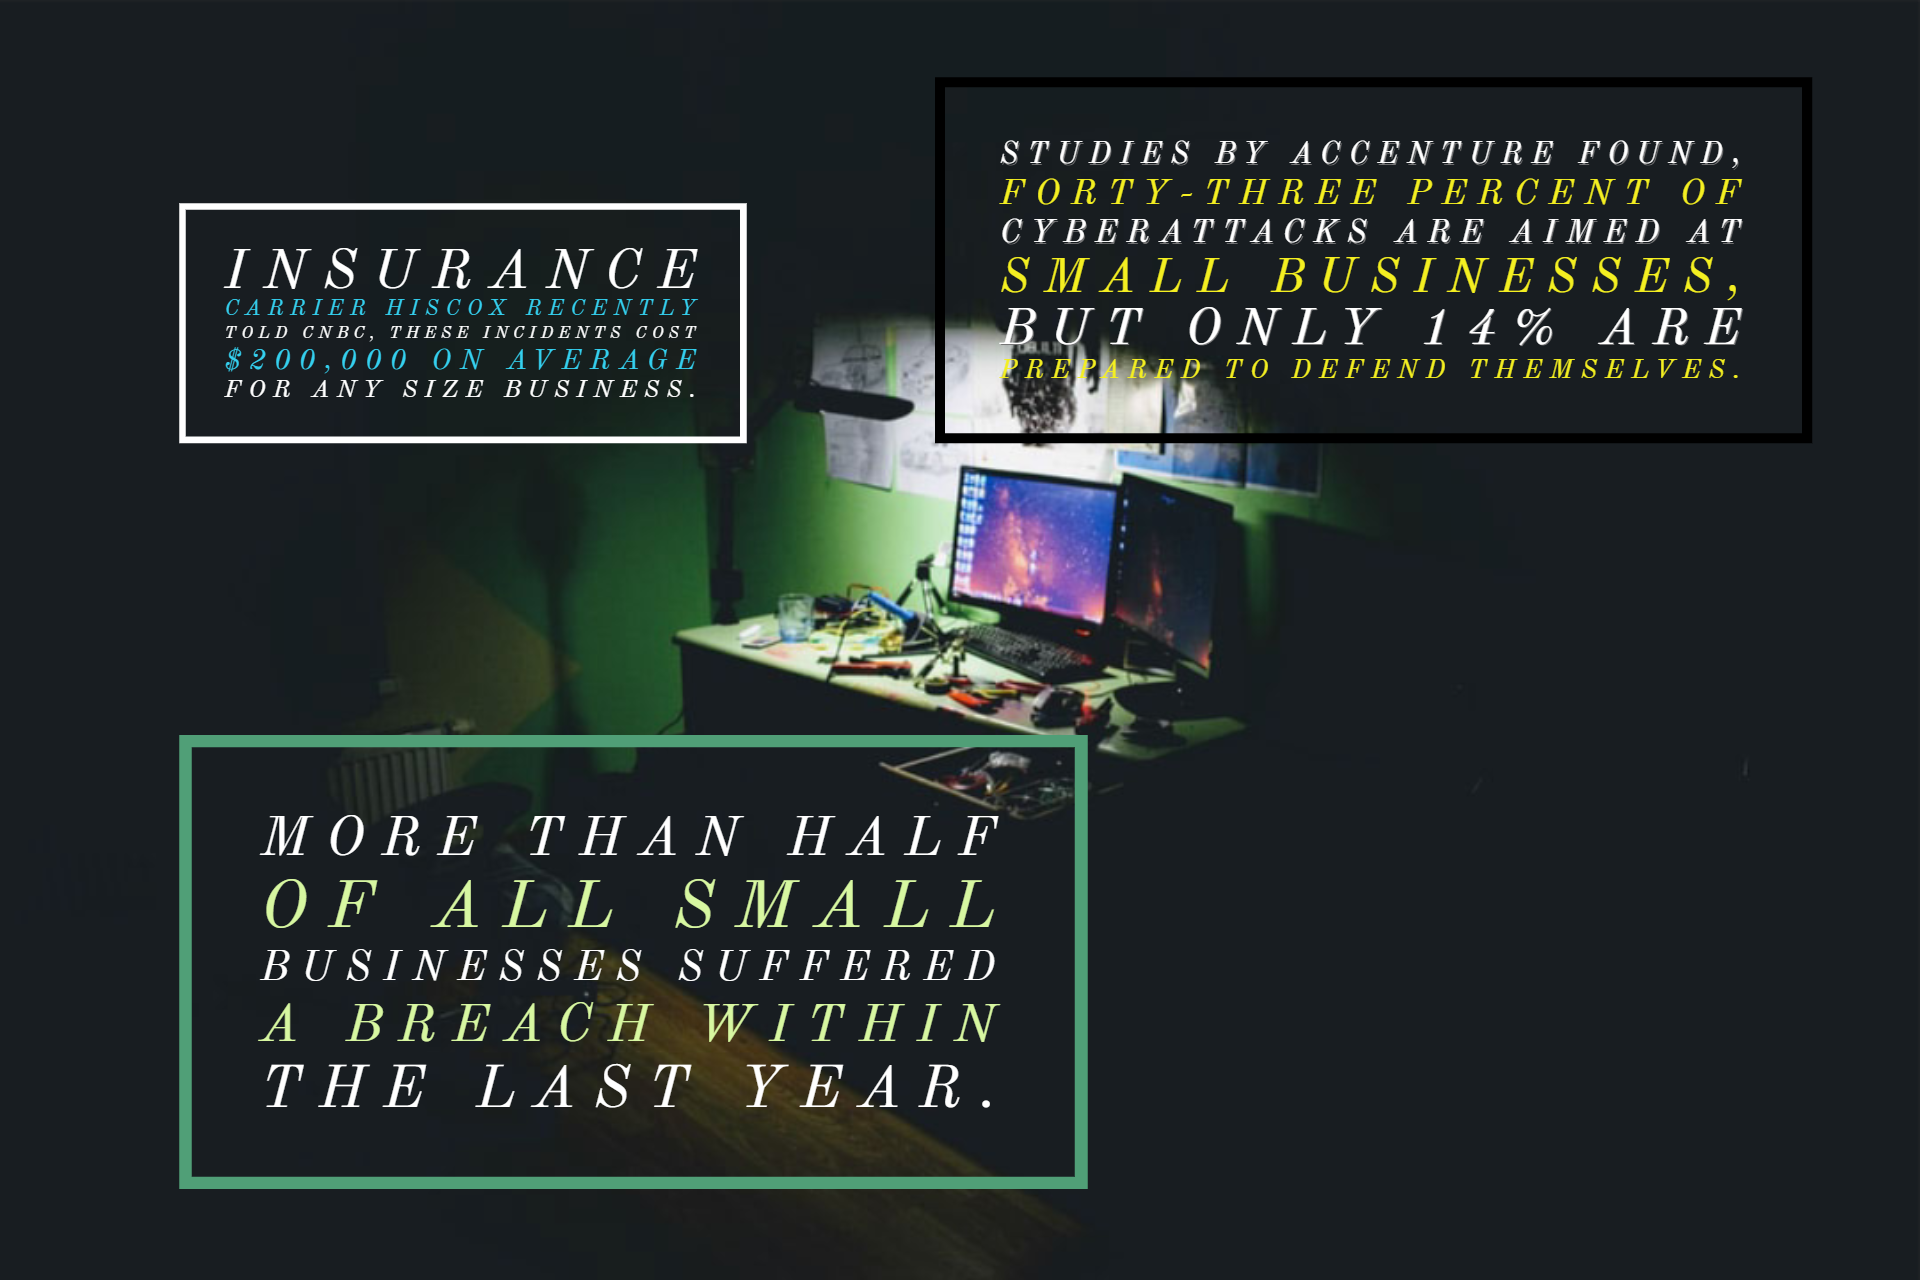 INSURANCE
CARRIER HISCOX RECENTLY
TOLD CNBC, THESE INCIDENTS COST
$200,000 ON AVERAGE
FOR ANY SIZE BUSINESS.
STUDIES BY ACCENTURE FOUND,
FORTY-THREE PERCENT OF
CYBERATTACKS ARE AIMED AT
SMALL BUSINESSES,
BUT ONLY 14% ARE
PREPARED TO DEFEND THEMSELVES.
MORE THAN HALF
OF ALL SMALL
BUSINESSES SUFFERED
A BREACH WITHIN
THE LAST YEAR.